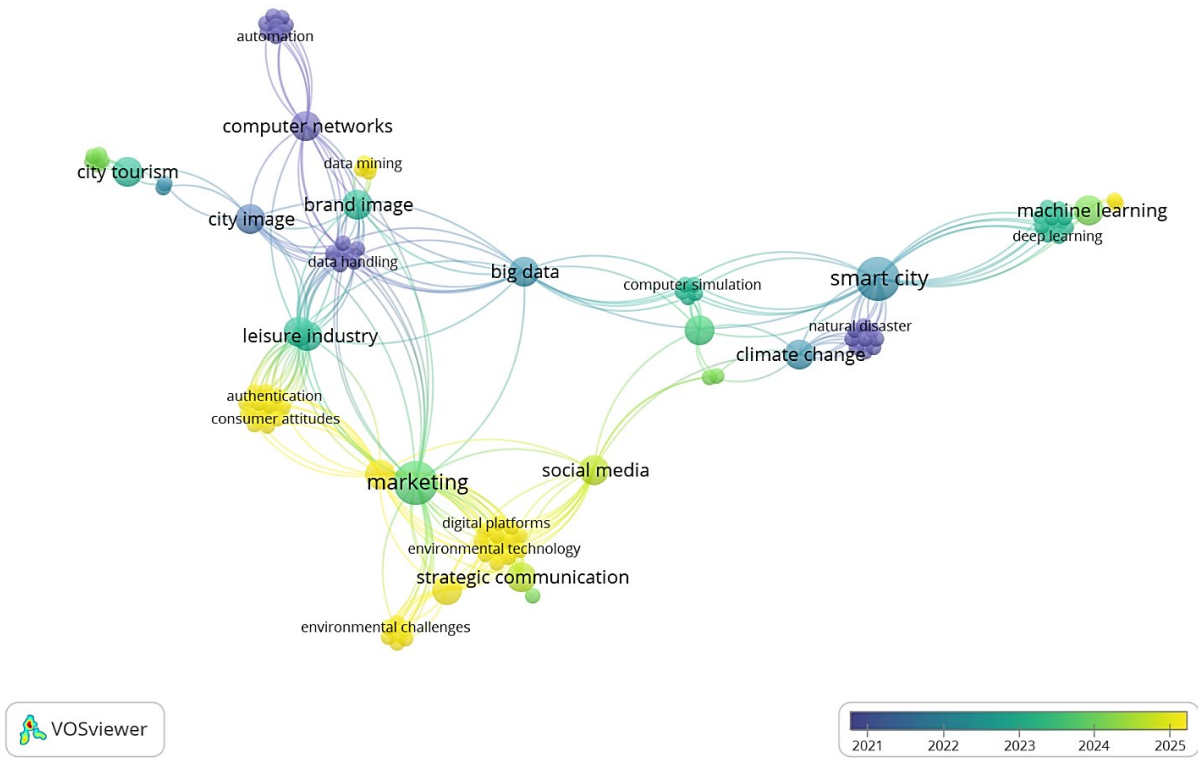 automation
computer networks
data mining
city tourism
brand image
machine learning
city image
deep learning
data handling
big data
smart city
computer simulation
natural disaster
leisure industry
climate change
authentication
consumer attitudes
social media
marketing
digital platforms
environmental technology
strategic communication
environmental challenges
VOSviewer
2021 2022 2023 2024 2025